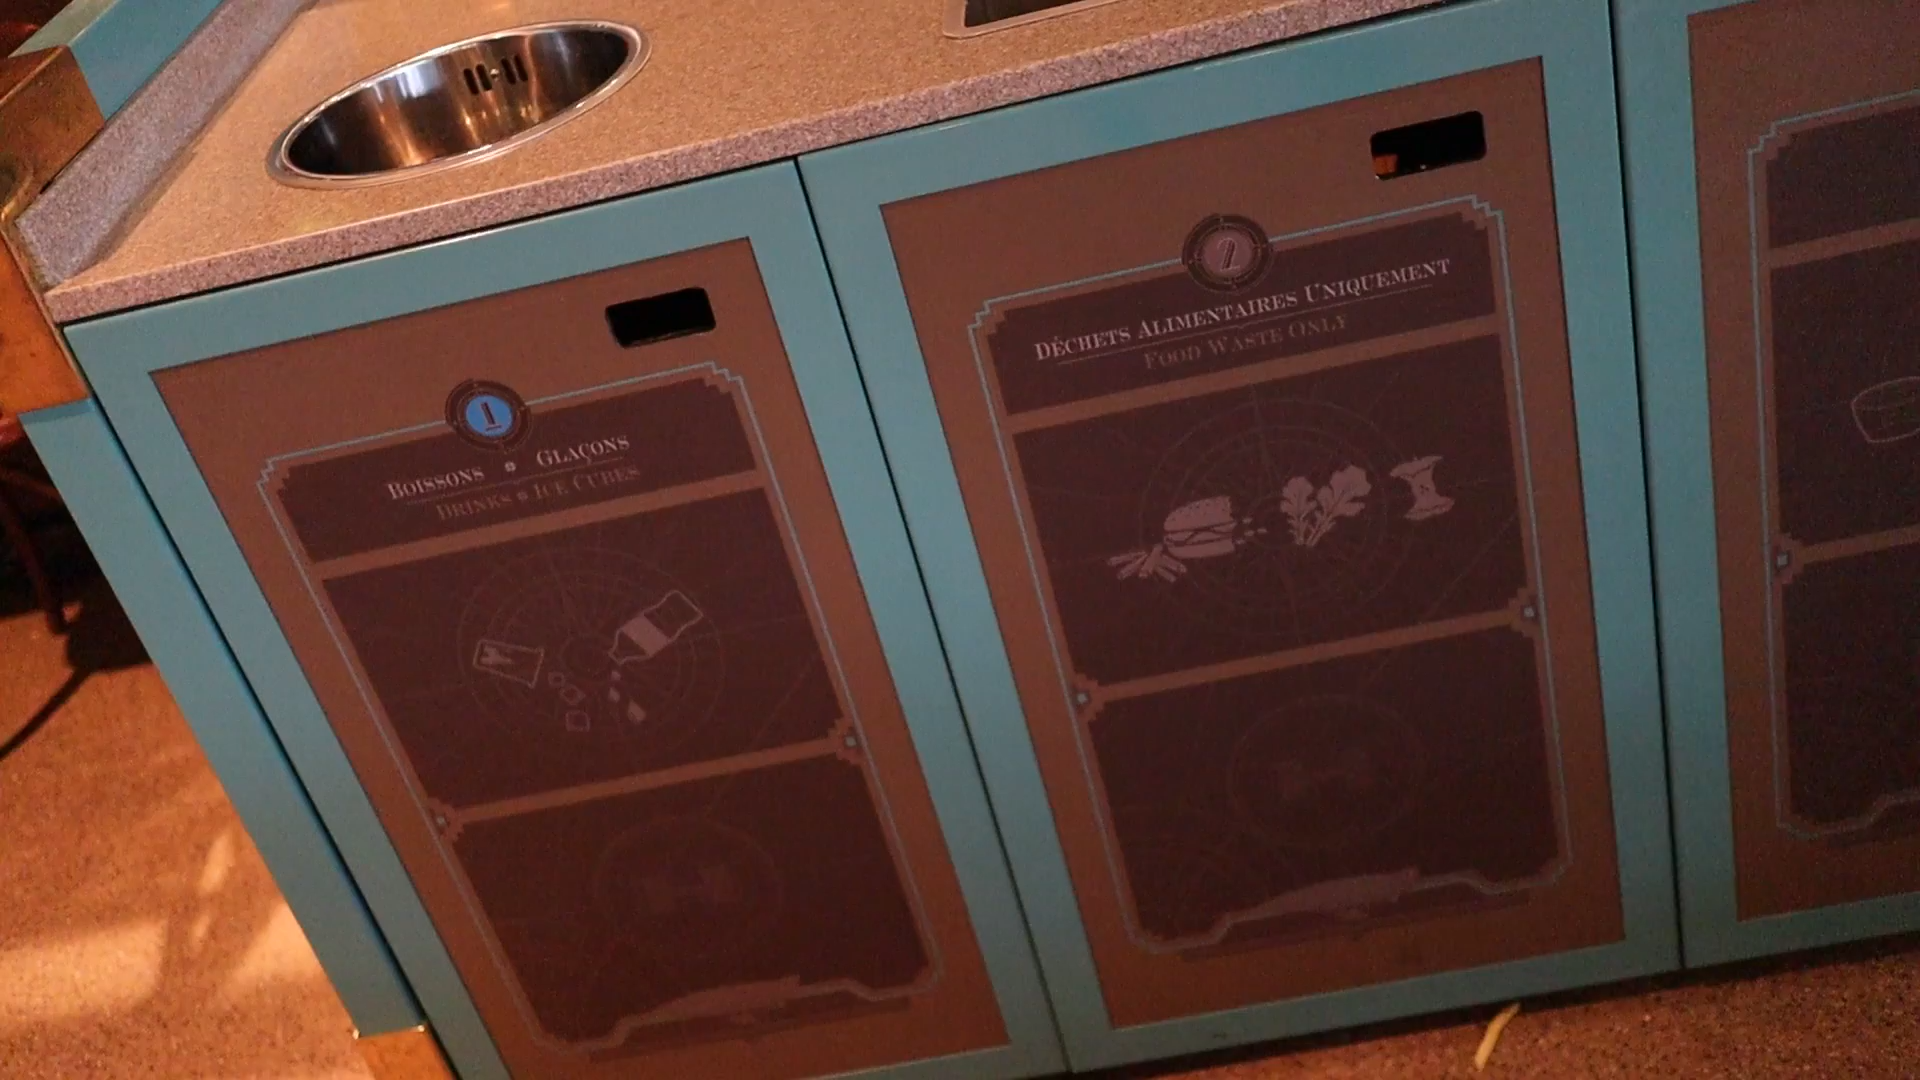 1
BOISSONS GLAÇONS
DRINKS ICE CUBES
2
DÉCHETS ALIMENTAIRES UNIQUEMENT
FOOD WASTE ONLY